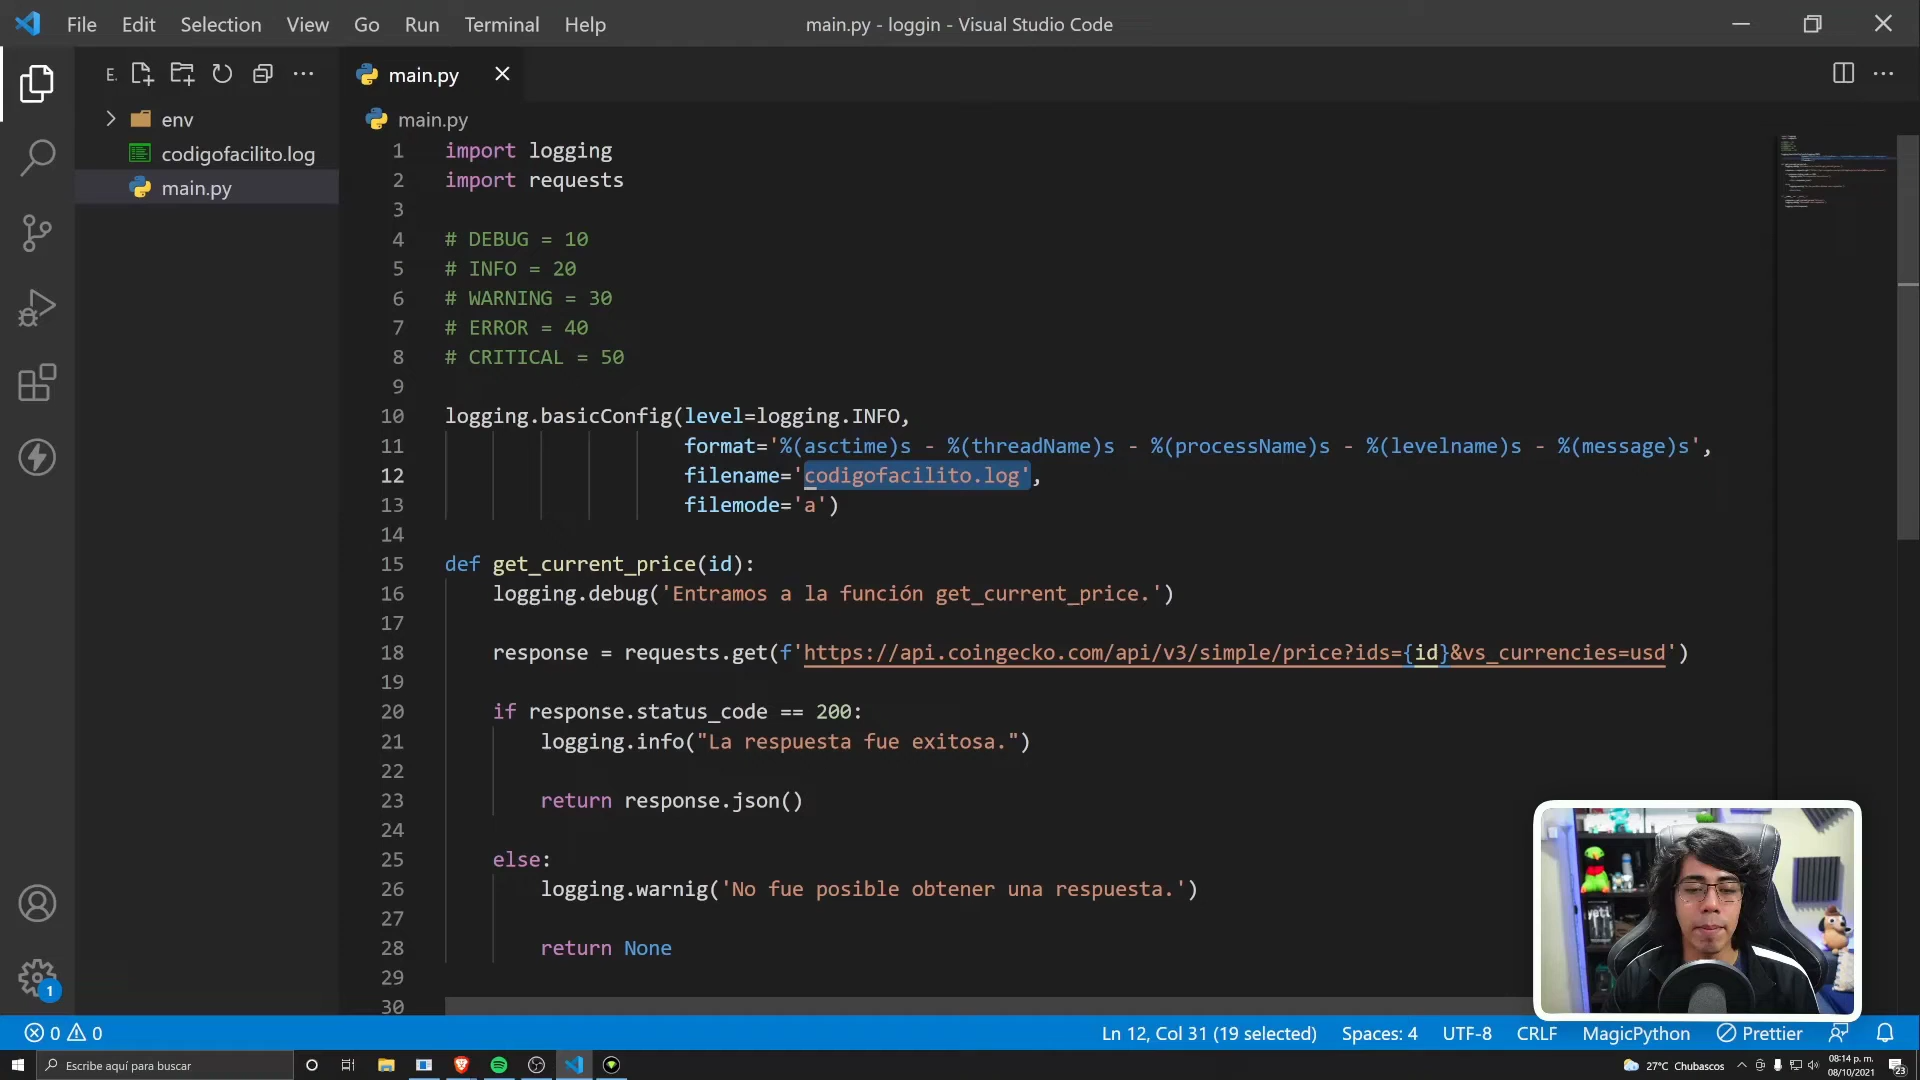 File Edit Selection View Go Run Terminal Help
main.py - loggin - Visual Studio Code
E.
main.py
env
codigofacilito.log
main.py
main.py
1 import logging
2 import requests
3
4 # DEBUG = 10
5 # INFO = 20
6 # WARNING = 30
7 # ERROR = 40
8 # CRITICAL = 50
9
10 logging.basicConfig(level=logging.INFO,
11 format='%(asctime)s - %(threadName)s - %(processName)s - %(levelname)s - %(message)s',
12 filename='codigofacilito.log',
13 filemode='a')
14
15 def get_current_price(id):
16 logging.debug('Entramos a la función get_current_price.')
17
18 response = requests.get(f'https://api.coingecko.com/api/v3/simple/price?ids={id}&vs_currencies=usd')
19
20 if response.status_code == 200:
21 logging.info("La respuesta fue exitosa.")
22
23 return response.json()
24
25 else:
26 logging.warnig('No fue posible obtener una respuesta.')
27
28 return None
29
30
1
0 0
Ln 12, Col 31 (19 selected) Spaces: 4 UTF-8 CRLF MagicPython Prettier
Escribe aquí para buscar
27°C Chubascos
08:14 p. m.
08/10/2021
23